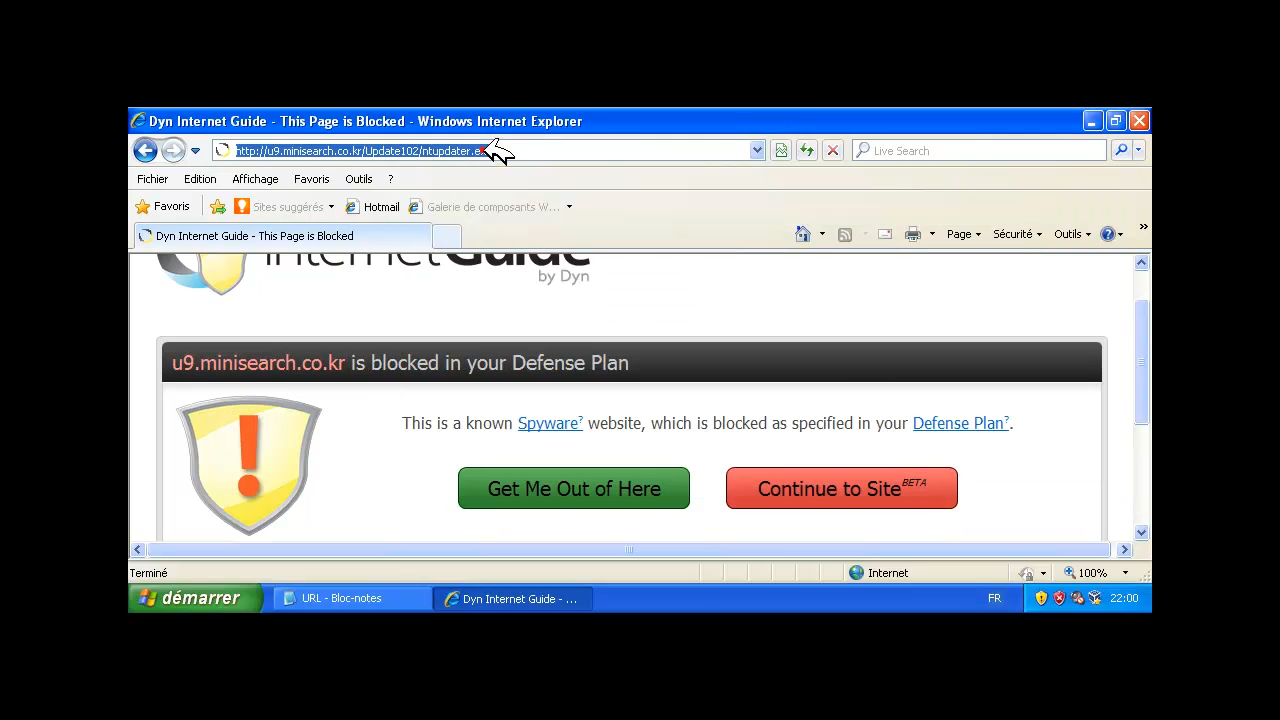 Dyn Internet Guide - This Page is Blocked - Windows Internet Explorer
http://u9.minisearch.co.kr/Update102/ntupdater.e
Live Search
Fichier Edition Affichage Favoris Outils ?
Favoris Sites suggérés Hotmail Galerie de composants W...
Dyn Internet Guide - This Page is Blocked
Page Sécurité Outils
InternetGuide
by Dyn
u9.minisearch.co.kr is blocked in your Defense Plan
This is a known Spyware? website, which is blocked as specified in your Defense Plan?.
Get Me Out of Here
Continue to Site BETA
Terminé
Internet
100%
démarrer
URL - Bloc-notes
Dyn Internet Guide - ...
FR
22:00